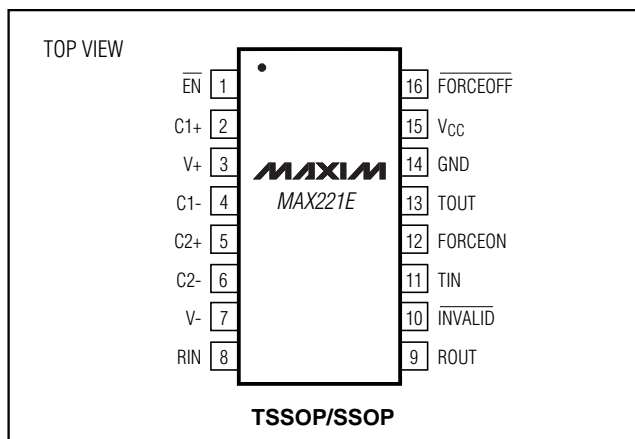 TOP VIEW
EN 1
C1+ 2
V+ 3
C1- 4
C2+ 5
C2- 6
V- 7
RIN 8
MAXIM
MAX221E
16 FORCEOFF
15 VCC
14 GND
13 TOUT
12 FORCEON
11 TIN
10 INVALID
9 ROUT
TSSOP/SSOP